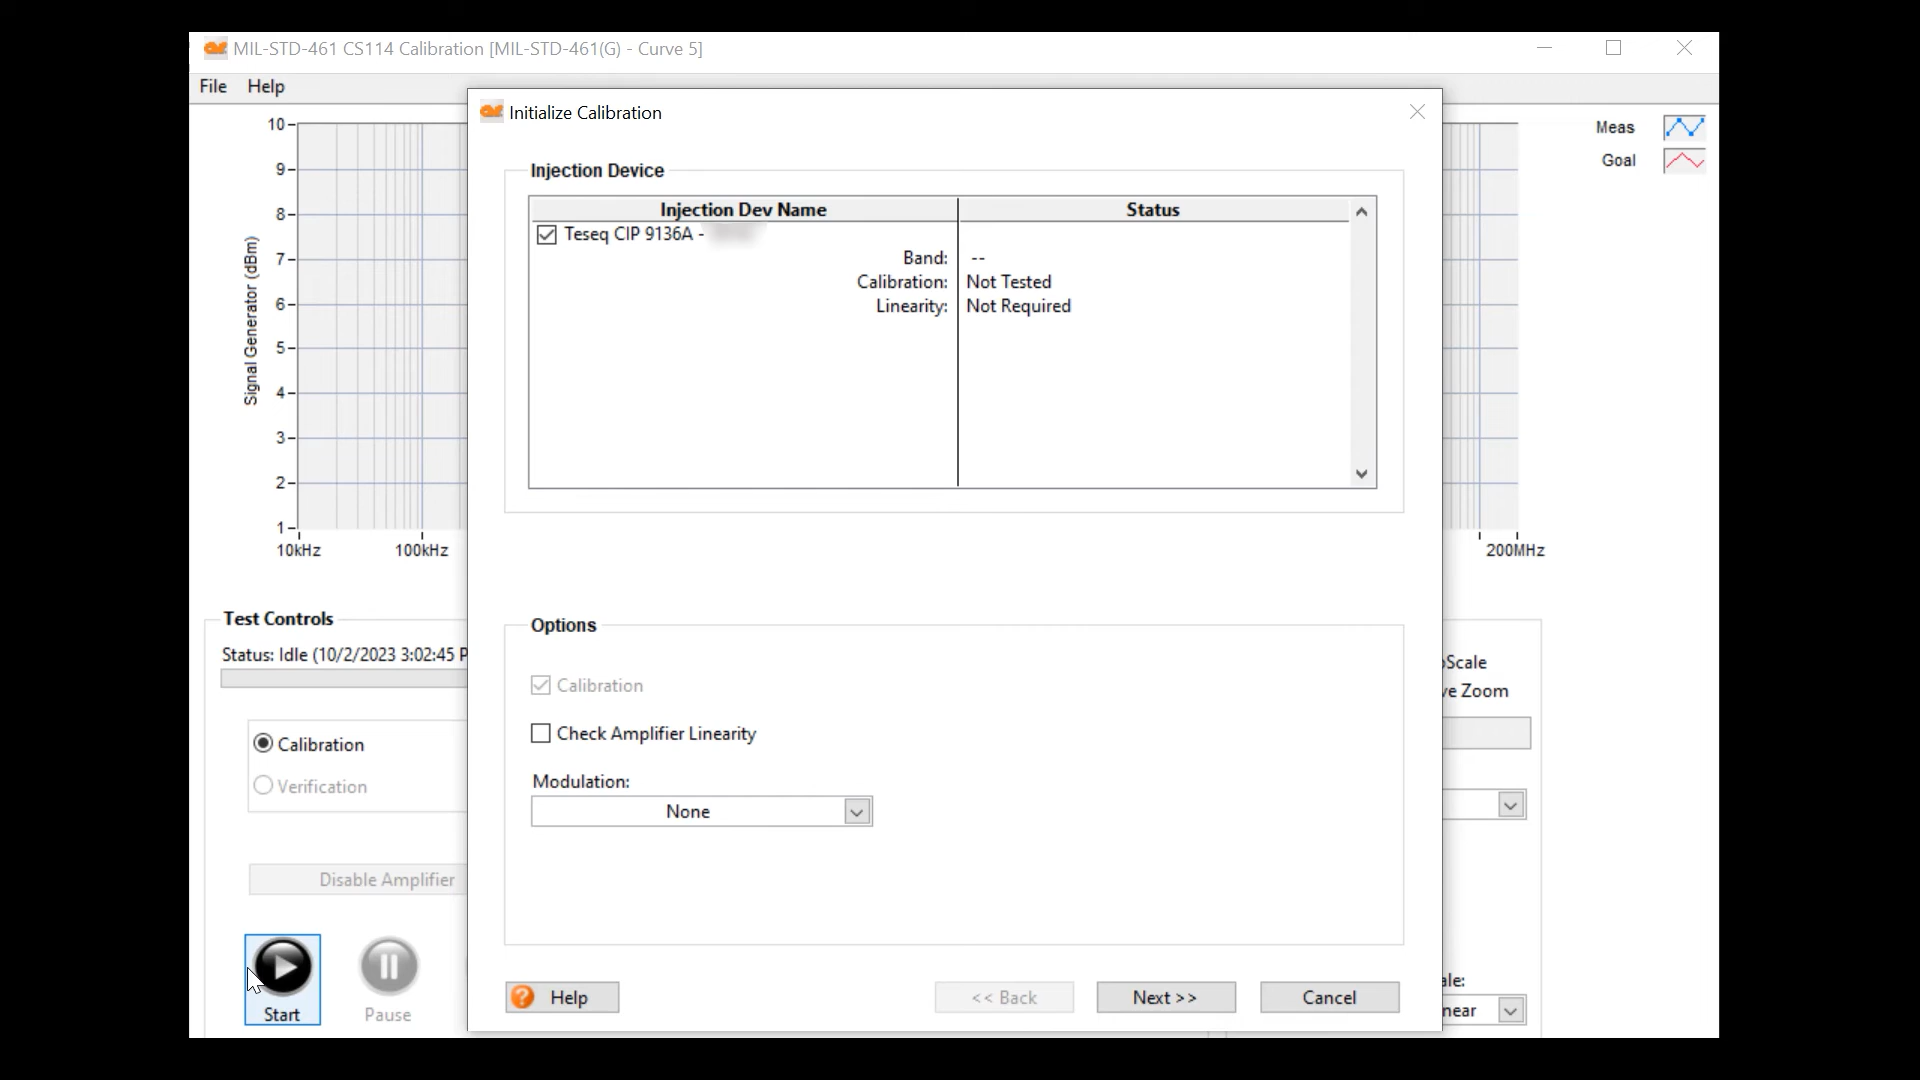 MIL-STD-461 CS114 Calibration [MIL-STD-461(G) - Curve 5]
File Help
Initialize Calibration
Injection Device
Injection Dev Name Status
Teseq CIP 9136A -
Band: --
Calibration: Not Tested
Linearity: Not Required
Options
Calibration
Check Amplifier Linearity
Modulation:
None
Help << Back Next >> Cancel
Signal Generator (dBm)
10
9
8
7
6
5
4
3
2
1
10kHz 100kHz 200MHz
Meas
Goal
Test Controls
Status: Idle (10/2/2023 3:02:45 P
Calibration
Verification
Disable Amplifier
Start Pause
Scale
ve Zoom
ale:
near